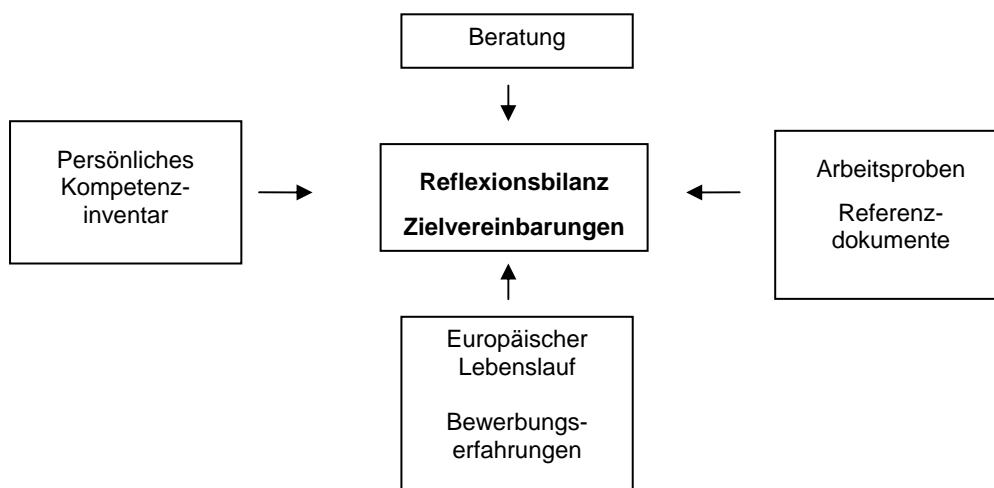 Beratung
Persönliches
Kompetenz-
inventar
Reflexionsbilanz
Zielvereinbarungen
Arbeitsproben
Referenz-
dokumente
Europäischer
Lebenslauf
Bewerbungs-
erfahrungen